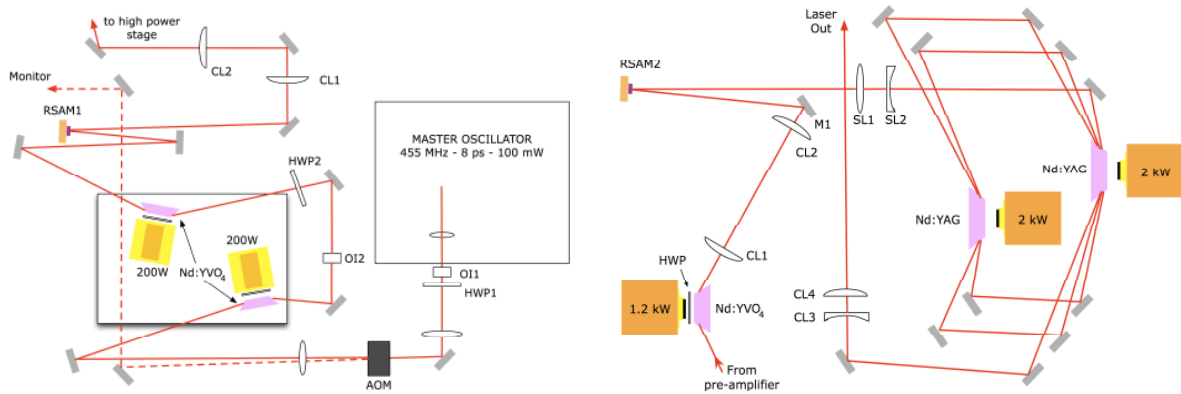 to high power
stage
CL2
Monitor
CL1
RSAM1
MASTER OSCILLATOR
455 MHz - 8 ps - 100 mW
HWP2
200W
200W
Nd:YVO4
OI2
OI1
HWP1
AOM
Laser
Out
RSAM2
M1
SL1
SL2
CL2
Nd:YAG
2 kW
Nd:YAG
2 kW
CL1
HWP
CL4
1.2 kW
Nd:YVO4
CL3
From
pre-amplifier